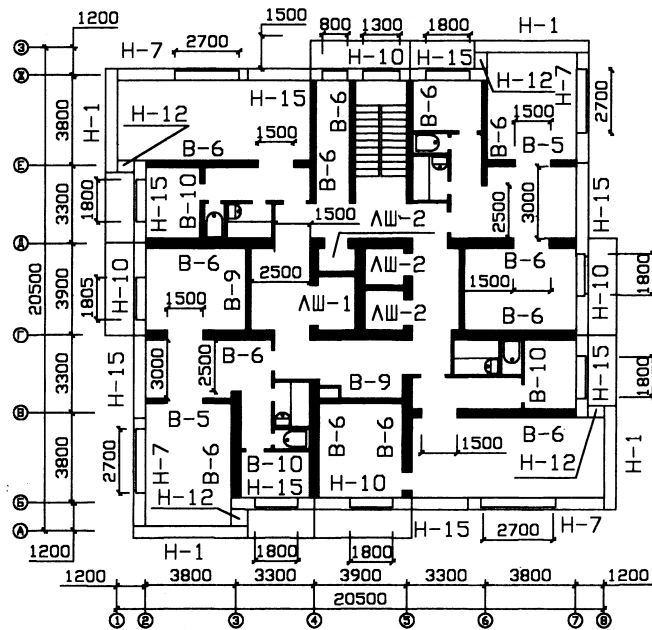 1200
Н-7
2700
1500
800
1300
1800
Н-1
З
Н-10
Н-15
Ж
Н-12
Н-7
2700
Н-1
Н-12
Н-15
В-6
В-6
В-6
В-6
1500
3800
1500
В-5
В-6
В-6
Е
1800
Н-15
В-10
3300
1500
ЛШ-2
2500
3000
Н-15
Д
20500
3900
1805
Н-10
В-6
В-9
2500
ЛШ-1
ЛШ-2
ЛШ-2
В-6
1500
В-6
Н-10
1800
1500
Г
3300
Н-15
3000
2500
В-6
В-9
В-10
Н-15
1800
В
В-5
3800
2700
Н-7
В-6
В-10
Н-15
В-6
В-6
Н-10
1500
В-6
Н-12
Н-1
Н-12
Б
А
Н-15
2700
Н-7
1200
Н-1
1800
1800
1200
3800
3300
3900
3300
3800
1200
20500
1
2
3
4
5
6
7
8